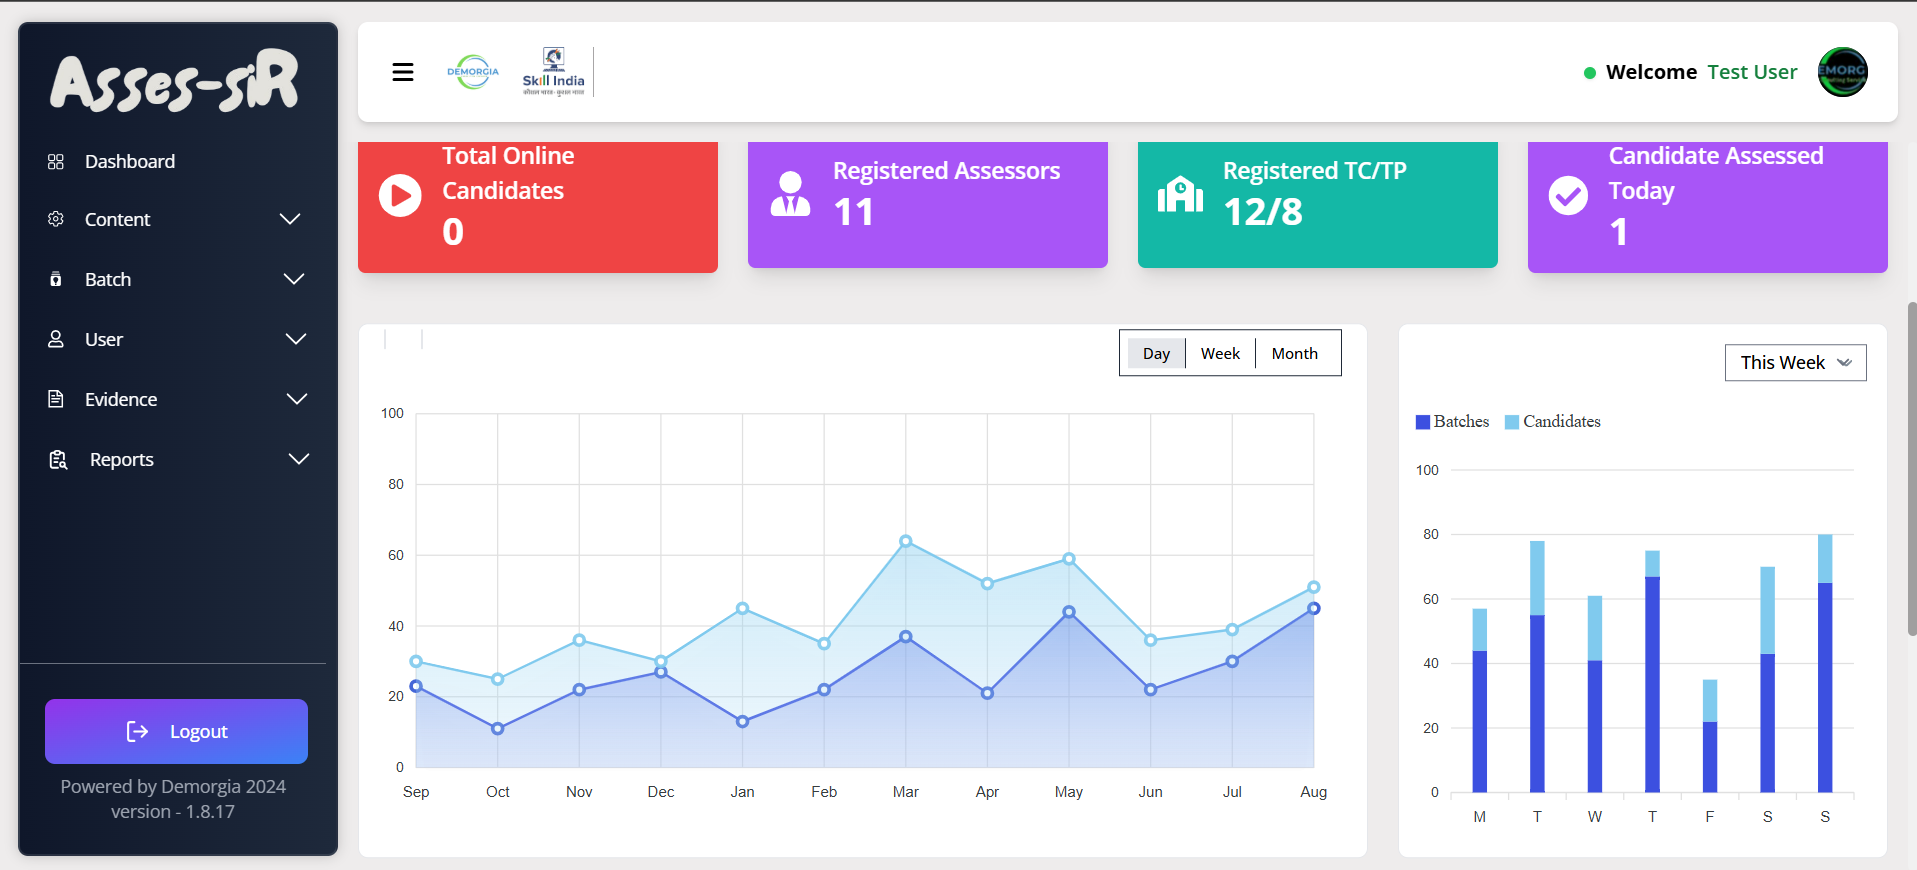 Asses-siR
Dashboard
Content
Batch
User
Evidence
Reports
Logout
Powered by Demorgia 2024
version - 1.8.17
DEMORGIA
Skill India
कौशल भारत - कुशल भारत
Welcome Test User
EMORG
Total Online
Candidates
0
Registered Assessors
11
Registered TC/TP
12/8
Candidate Assessed
Today
1
Day Week Month
100
80
60
40
20
0
Sep Oct Nov Dec Jan Feb Mar Apr May Jun Jul Aug
This Week
Batches Candidates
100
80
60
40
20
0
M T W T F S S